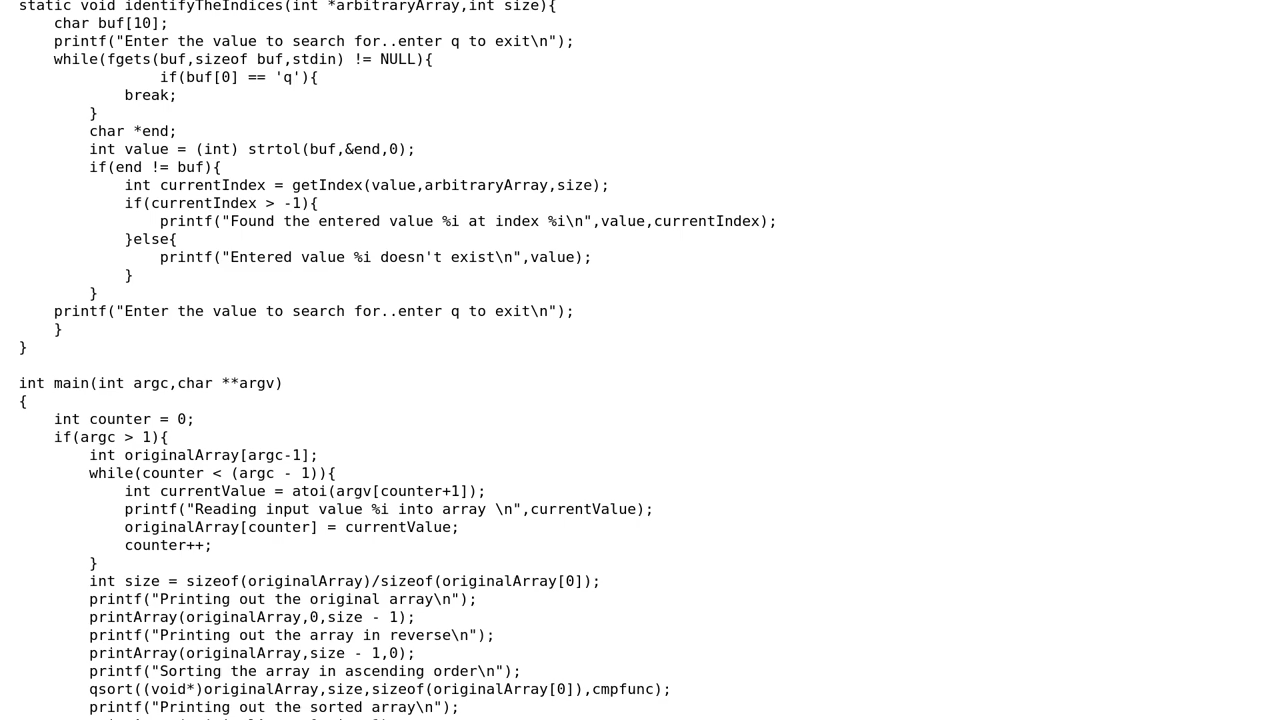 static void identifyTheIndices(int *arbitraryArray,int size){
    char buf[10];
    printf("Enter the value to search for..enter q to exit\n");
    while(fgets(buf,sizeof buf,stdin) != NULL){
                if(buf[0] == 'q'){
            break;
        }
        char *end;
        int value = (int) strtol(buf,&end,0);
        if(end != buf){
            int currentIndex = getIndex(value,arbitraryArray,size);
            if(currentIndex > -1){
                printf("Found the entered value %i at index %i\n",value,currentIndex);
            }else{
                printf("Entered value %i doesn't exist\n",value);
            }
        }
    printf("Enter the value to search for..enter q to exit\n");
    }
}

int main(int argc,char **argv)
{
    int counter = 0;
    if(argc > 1){
        int originalArray[argc-1];
        while(counter < (argc - 1)){
            int currentValue = atoi(argv[counter+1]);
            printf("Reading input value %i into array \n",currentValue);
            originalArray[counter] = currentValue;
            counter++;
        }
        int size = sizeof(originalArray)/sizeof(originalArray[0]);
        printf("Printing out the original array\n");
        printArray(originalArray,0,size - 1);
        printf("Printing out the array in reverse\n");
        printArray(originalArray,size - 1,0);
        printf("Sorting the array in ascending order\n");
        qsort((void*)originalArray,size,sizeof(originalArray[0]),cmpfunc);
        printf("Printing out the sorted array\n");